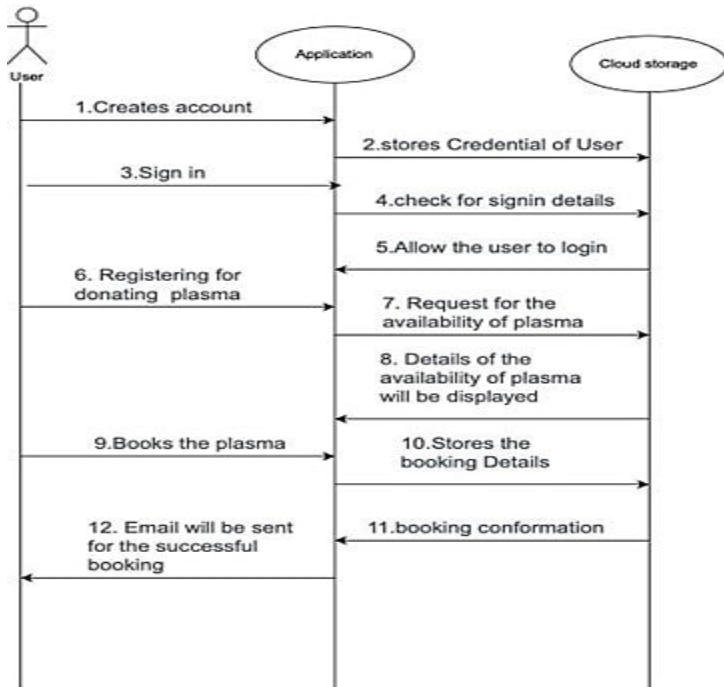 User
Application
Cloud storage
1.Creates account
2.stores Credential of User
3.Sign in
4.check for signin details
5.Allow the user to login
6. Registering for
donating plasma
7. Request for the
availability of plasma
8. Details of the
availability of plasma
will be displayed
9.Books the plasma
10.Stores the
booking Details
11.booking conformation
12. Email will be sent
for the successful
booking